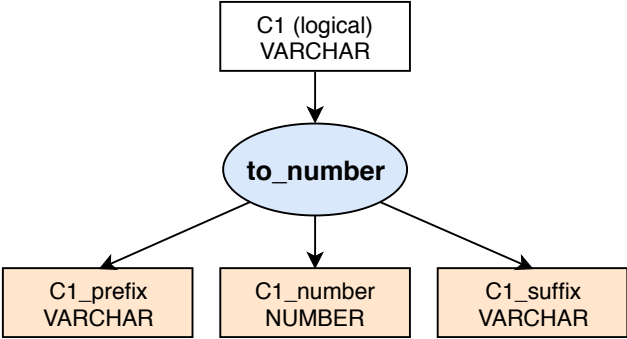 C1 (logical)
VARCHAR
to_number
C1_prefix
VARCHAR
C1_number
NUMBER
C1_suffix
VARCHAR